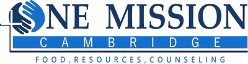 ONE MISSION
CAMBRIDGE
FOOD, RESOURCES, COUNSELING